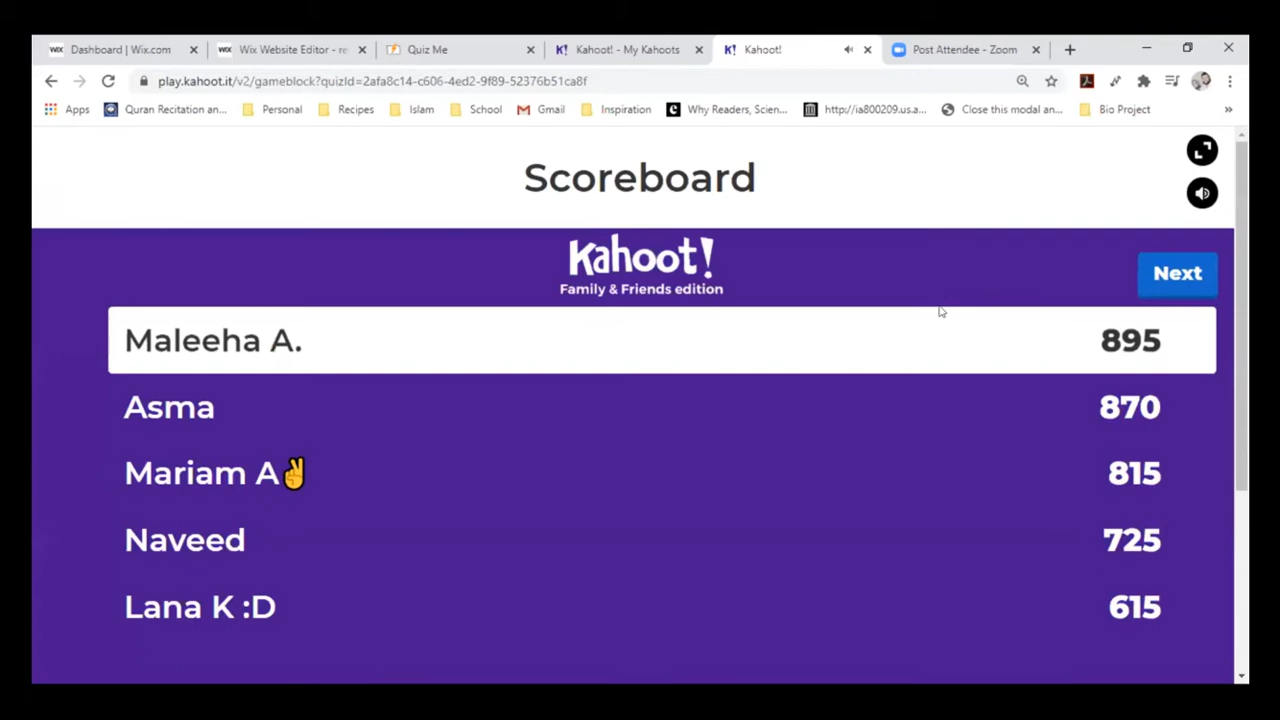 WIX Dashboard | Wix.com
WIX Wix Website Editor - re
Quiz Me
K! Kahoot! - My Kahoots
K! Kahoot!
Post Attendee - Zoom
play.kahoot.it/v2/gameblock?quizId=2afa8c14-c606-4ed2-9f89-52376b51ca8f
Apps
Quran Recitation an...
Personal
Recipes
Islam
School
Gmail
Inspiration
Why Readers, Scien...
http://ia800209.us.a...
Close this modal an...
Bio Project
»
Scoreboard
Kahoot!
Family & Friends edition
Next
Maleeha A. 895
Asma 870
Mariam A✌ 815
Naveed 725
Lana K :D 615